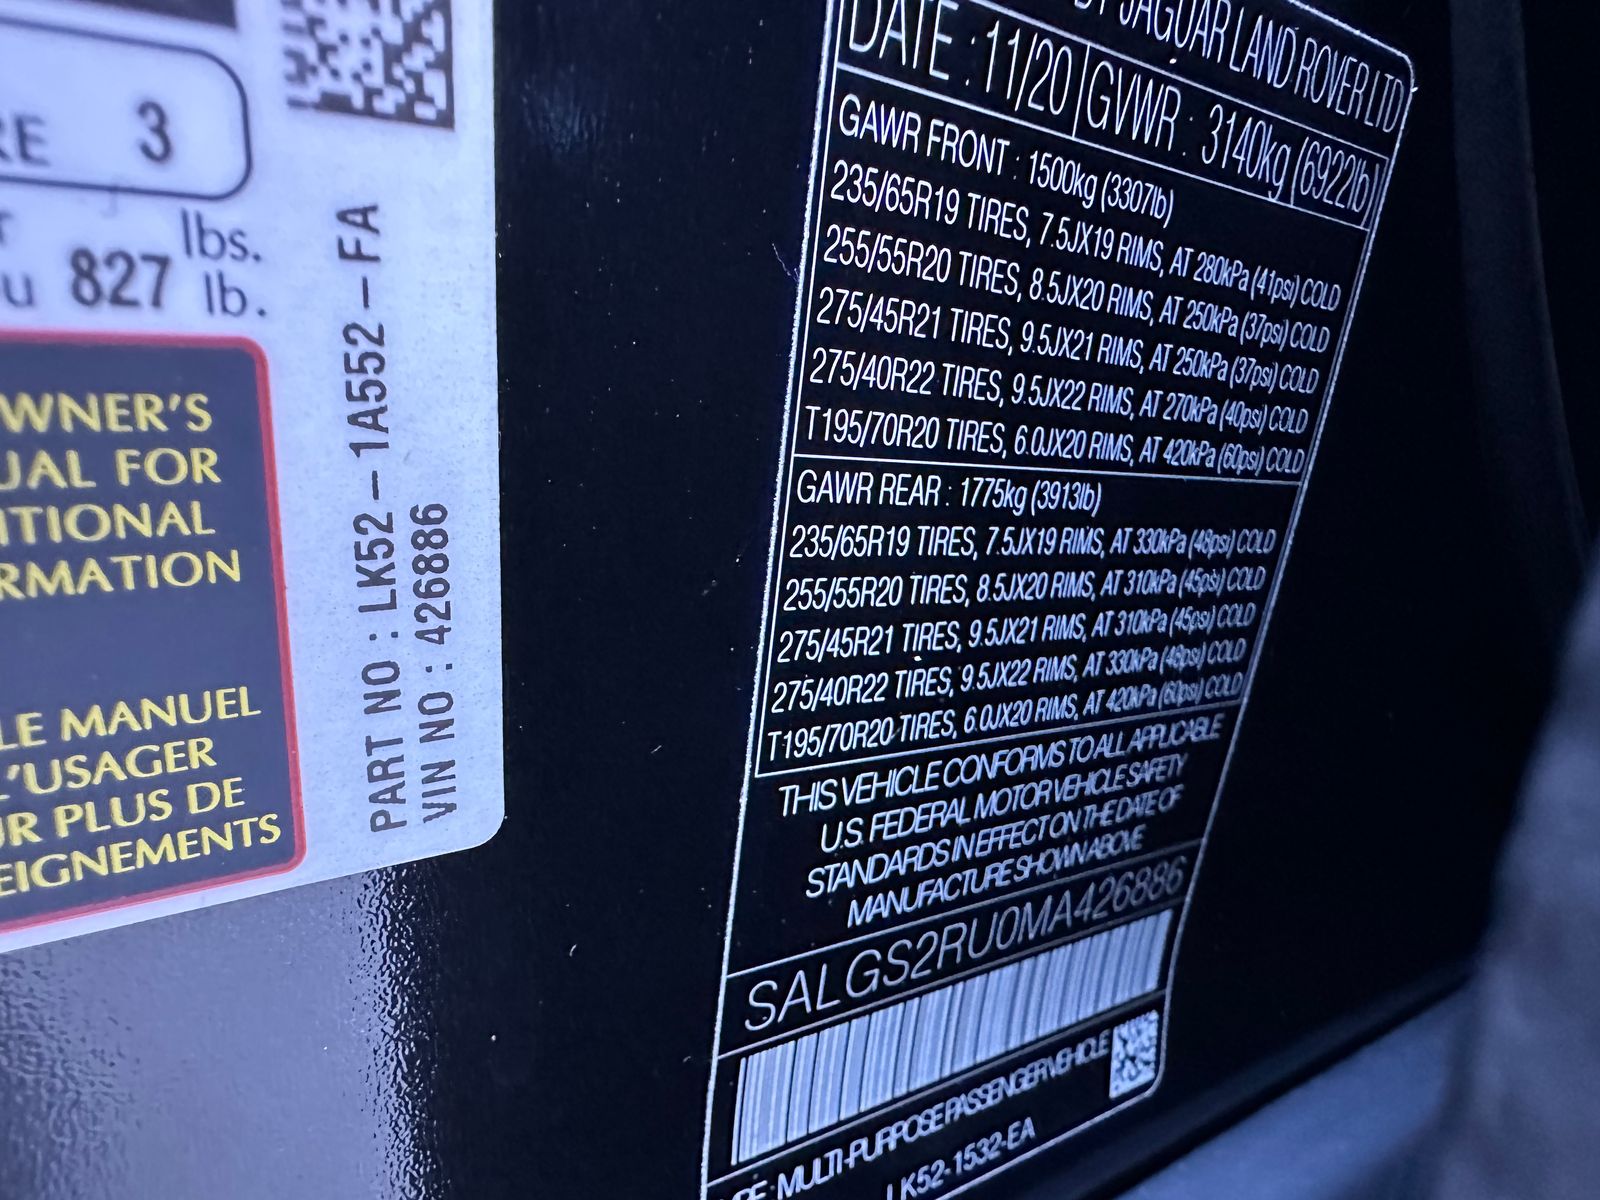 RE 3
lbs.
u 827 lb.
WNER'S
UAL FOR
ITIONAL
RMATION
LE MANUEL
L'USAGER
UR PLUS DE
EIGNEMENTS
PART NO : LK52-1A552-FA
VIN NO : 426886
BY JAGUAR LAND ROVER LTD
DATE : 11/20 GVWR : 3140kg (6922lb)
GAWR FRONT : 1500kg (3307lb)
235/65R19 TIRES, 7.5JX19 RIMS, AT 280kPa (41psi) COLD
255/55R20 TIRES, 8.5JX20 RIMS, AT 250kPa (37psi) COLD
275/45R21 TIRES, 9.5JX21 RIMS, AT 250kPa (37psi) COLD
275/40R22 TIRES, 9.5JX22 RIMS, AT 270kPa (40psi) COLD
T195/70R20 TIRES, 6.0JX20 RIMS, AT 420kPa (60psi) COLD
GAWR REAR : 1775kg (3913lb)
235/65R19 TIRES, 7.5JX19 RIMS, AT 330kPa (48psi) COLD
255/55R20 TIRES, 8.5JX20 RIMS, AT 310kPa (45psi) COLD
275/45R21 TIRES, 9.5JX21 RIMS, AT 310kPa (45psi) COLD
275/40R22 TIRES, 9.5JX22 RIMS, AT 330kPa (48psi) COLD
T195/70R20 TIRES, 6.0JX20 RIMS, AT 420kPa (60psi) COLD
THIS VEHICLE CONFORMS TO ALL APPLICABLE
U.S. FEDERAL MOTOR VEHICLE SAFETY
STANDARDS IN EFFECT ON THE DATE OF
MANUFACTURE SHOWN ABOVE
SALGS2RU0MA426886
YPE : MULTI-PURPOSE PASSENGER VEHICLE
LK52-1532-EA